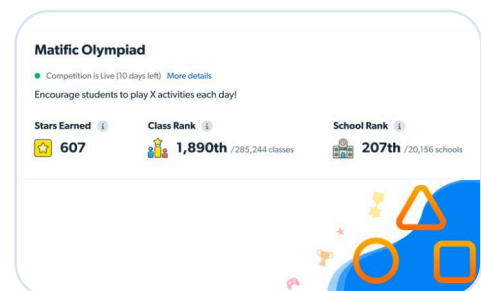 Matific Olympiad
Competition is Live (10 days left) More details
Encourage students to play X activities each day!
Stars Earned i Class Rank i School Rank i
607 1,890th /285,244 classes 207th /20,156 schools